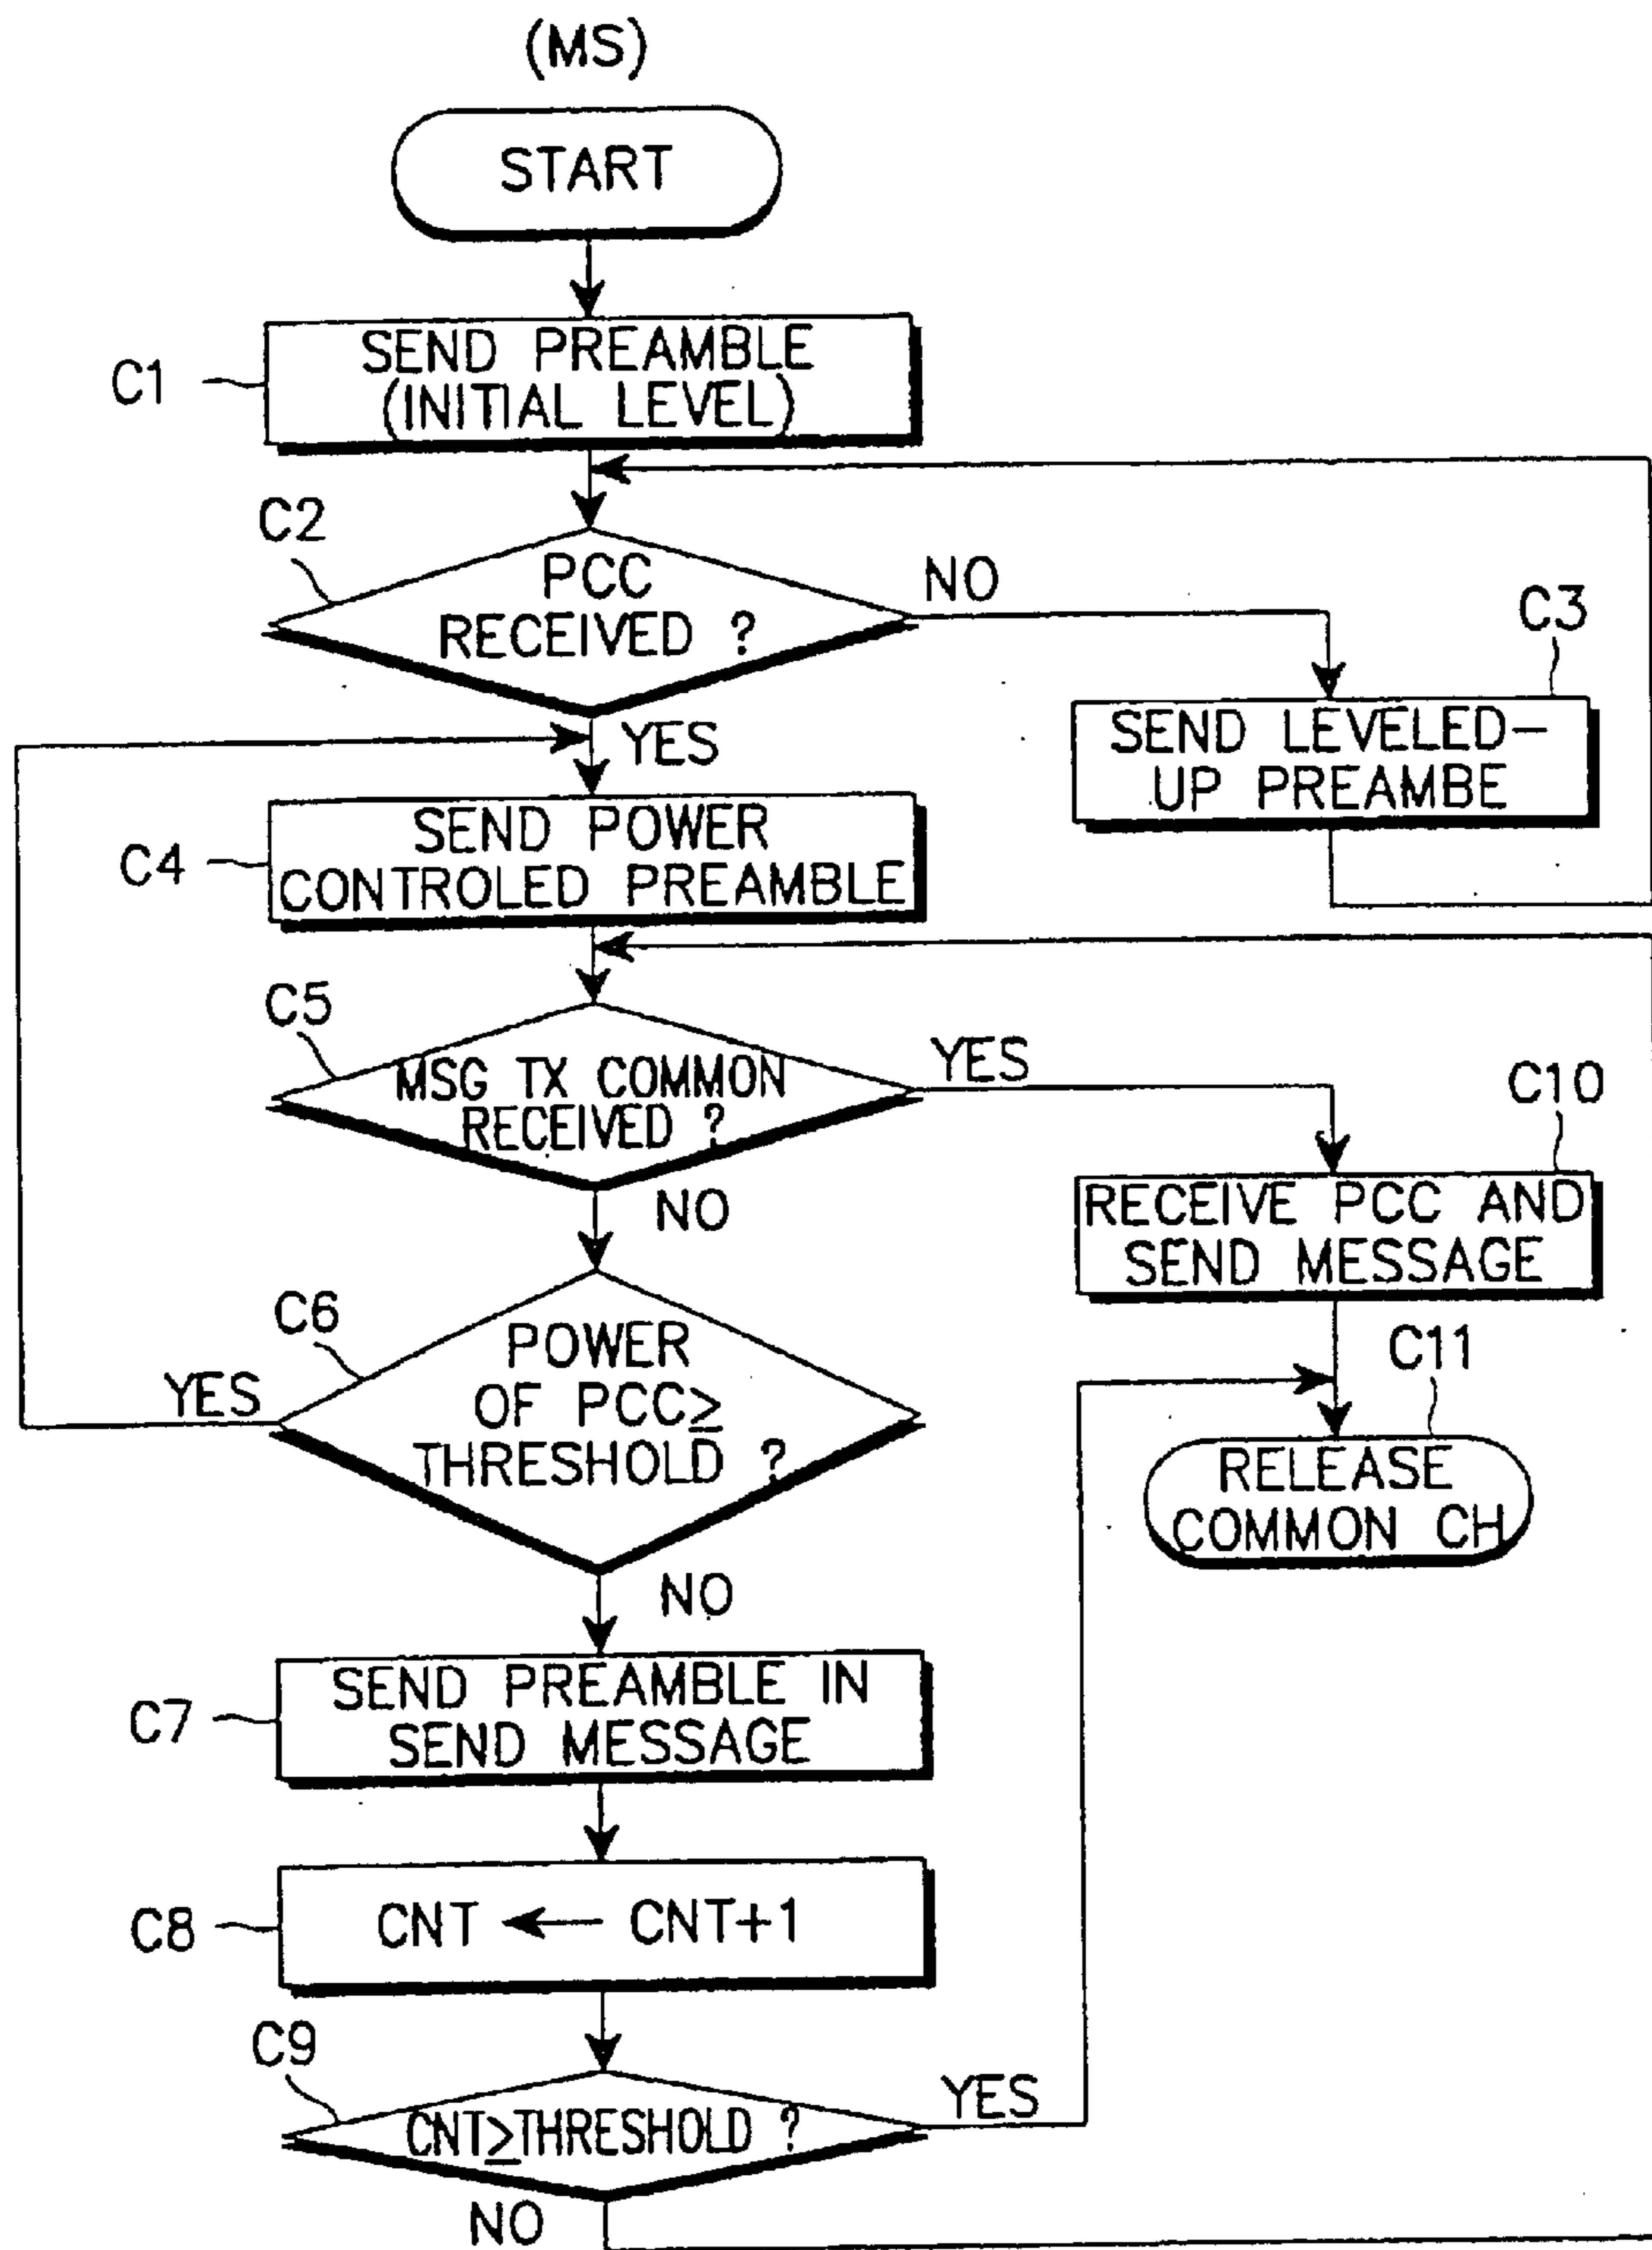 (MS)
START
C1
SEND PREAMBLE
(INITIAL LEVEL)
C2
PCC
RECEIVED ?
NO
YES
C3
SEND LEVELED-
UP PREAMBE
C4
SEND POWER
CONTROLED PREAMBLE
C5
MSG TX COMMON
RECEIVED ?
YES
NO
C10
RECEIVE PCC AND
SEND MESSAGE
C6
POWER
OF PCC≥
THRESHOLD ?
YES
NO
C11
RELEASE
COMMON CH
C7
SEND PREAMBLE IN
SEND MESSAGE
C8
CNT ← CNT+1
C9
CNT≥THRESHOLD ?
YES
NO